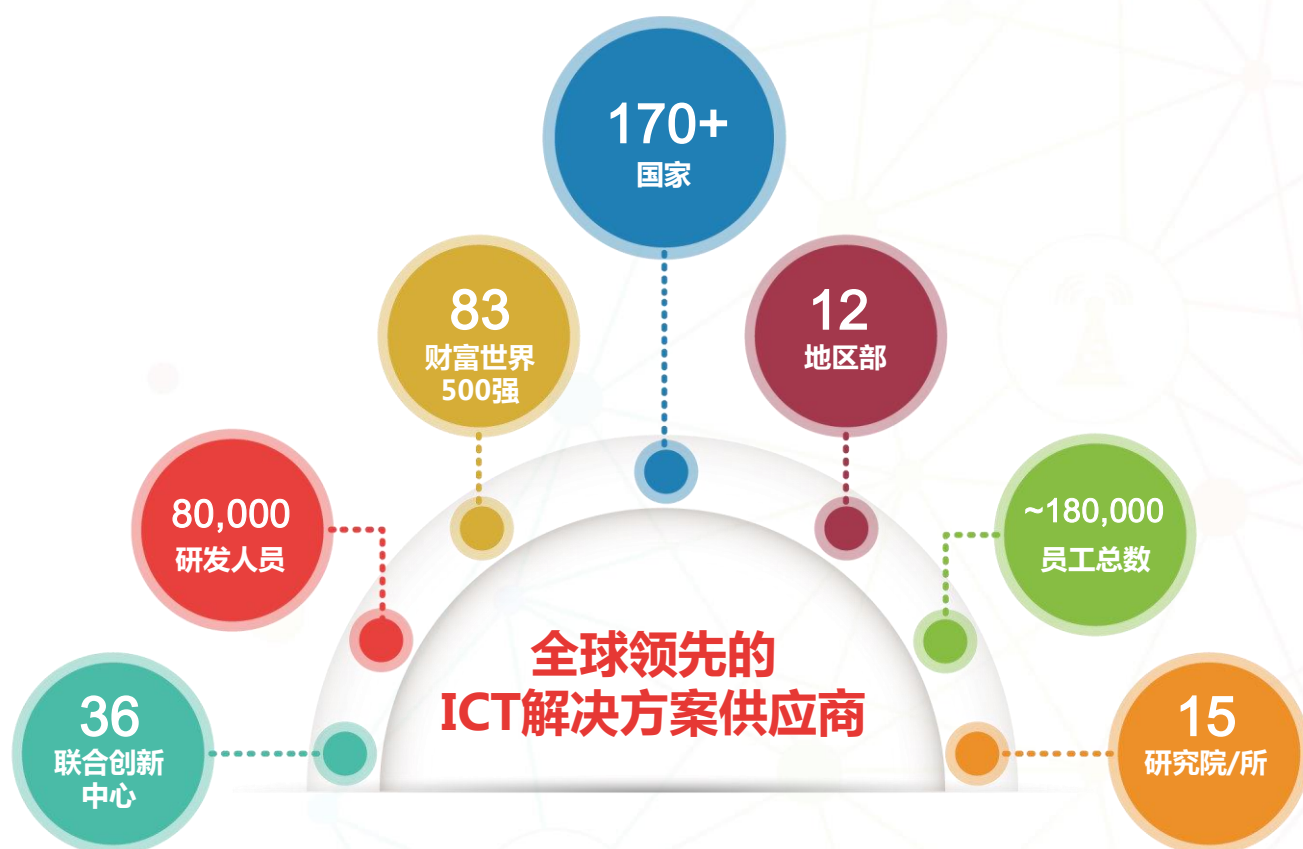 170+
国家
83
财富世界
500强
12
地区部
80,000
研发人员
~180,000
员工总数
全球领先的
ICT解决方案供应商
36
联合创新
中心
15
研究院/所